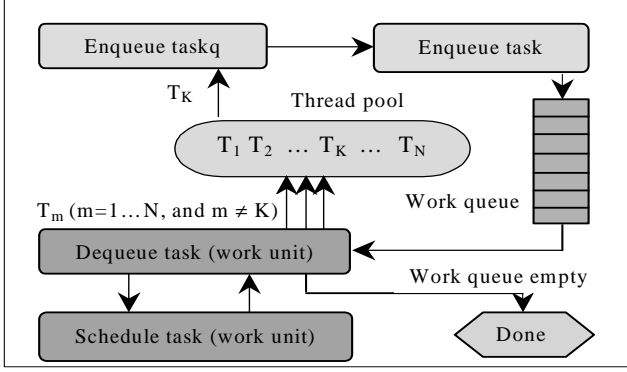 Enqueue taskq
Enqueue task
T_K
Thread pool
T_1 T_2 … T_K … T_N
T_m (m=1…N, and m ≠ K)
Work queue
Dequeue task (work unit)
Work queue empty
Schedule task (work unit)
Done